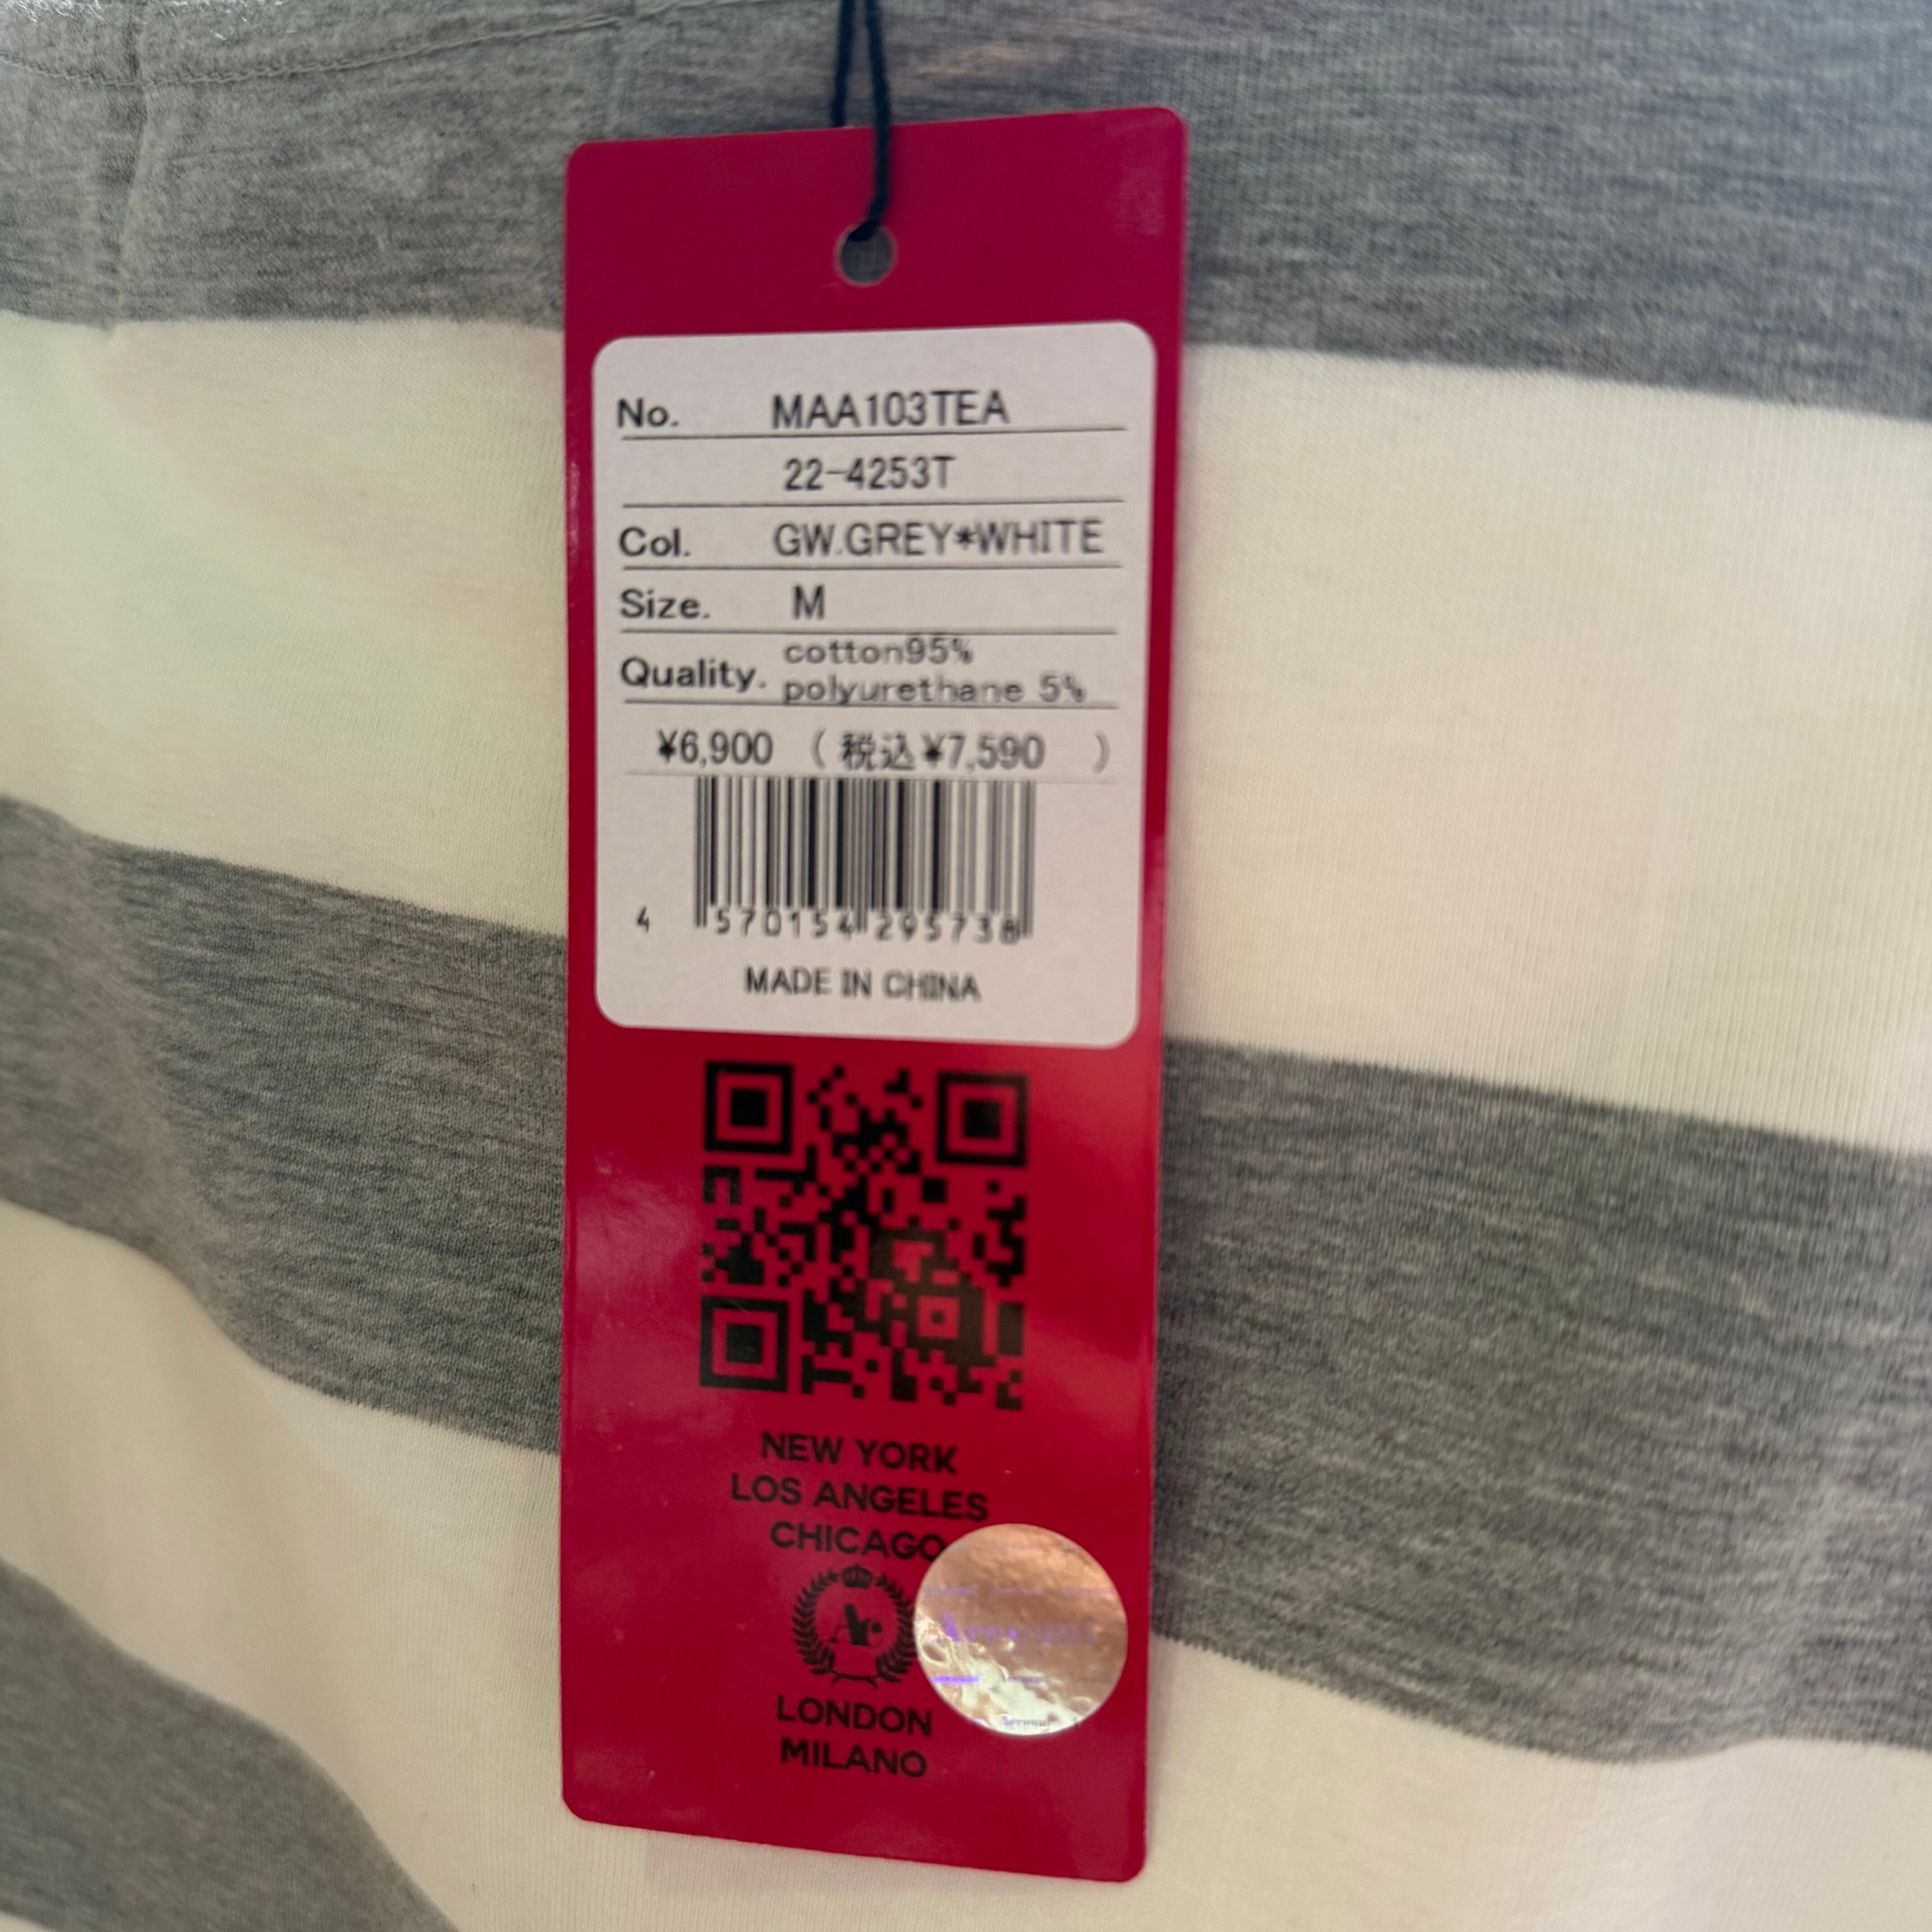 No. MAA103TEA
22-4253T
Col. GW.GREY*WHITE
Size. M
Quality. cotton95%
polyurethane 5%
¥6,900 ( 税込¥7,590 )
4 570154 295738
MADE IN CHINA
NEW YORK
LOS ANGELES
CHICAGO
LONDON
MILANO